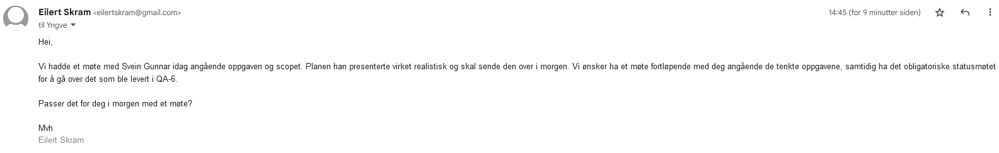 Eilert Skram <eilertskram@gmail.com>
14:45 (for 9 minutter siden)
til Yngve
Hei,
Vi hadde et møte med Svein Gunnar idag angående oppgaven og scopet. Planen han presenterte virket realistisk og skal sende den over i morgen. Vi ønsker ha et møte fortløpende med deg angående de tenkte oppgavene, samtidig ha det obligatoriske statusmøtet
for å gå over det som ble levert i QA-6.
Passer det for deg i morgen med et møte?
Mvh
Eilert Skram